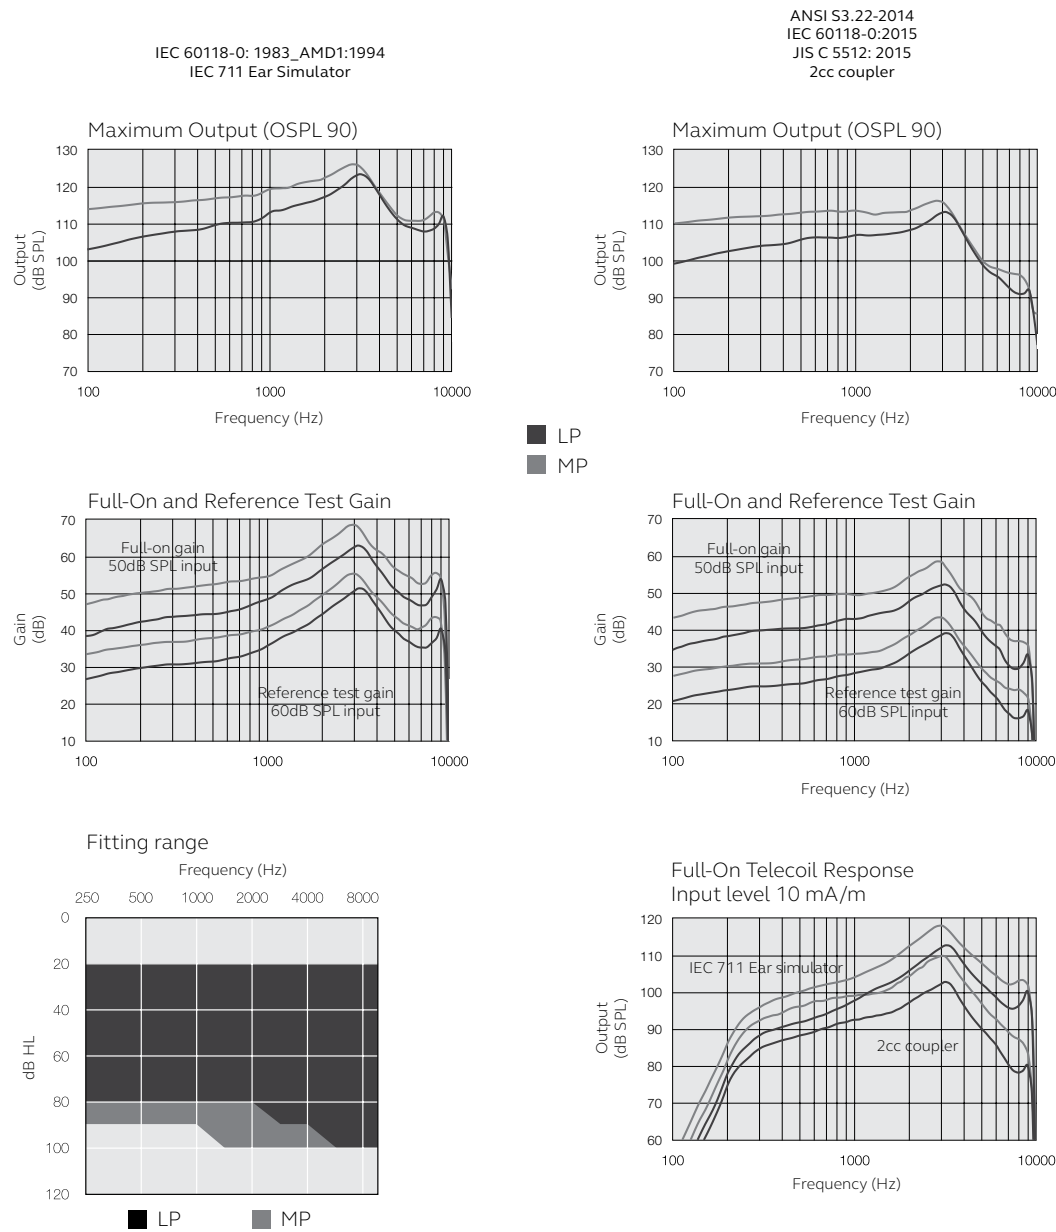 IEC 60118-0: 1983_AMD1:1994
IEC 711 Ear Simulator
ANSI S3.22-2014
IEC 60118-0:2015
JIS C 5512: 2015
2cc coupler
Maximum Output (OSPL 90)
130
120
110
100
90
80
70
Output
(dB SPL)
100 1000 10000
Frequency (Hz)
Maximum Output (OSPL 90)
130
120
110
100
90
80
70
Output
(dB SPL)
100 1000 10000
Frequency (Hz)
LP
MP
Full-On and Reference Test Gain
70
60
50
40
30
20
10
Gain
(dB)
Full-on gain
50dB SPL input
Reference test gain
60dB SPL input
100 1000 10000
Full-On and Reference Test Gain
70
60
50
40
30
20
10
Gain
(dB)
Full-on gain
50dB SPL input
Reference test gain
60dB SPL input
100 1000 10000
Frequency (Hz)
Fitting range
Frequency (Hz)
250 500 1000 2000 4000 8000
0
20
40
60
80
100
120
dB HL
LP MP
Full-On Telecoil Response
Input level 10 mA/m
120
110
100
90
80
70
60
Output
(dB SPL)
IEC 711 Ear simulator
2cc coupler
100 1000 10000
Frequency (Hz)